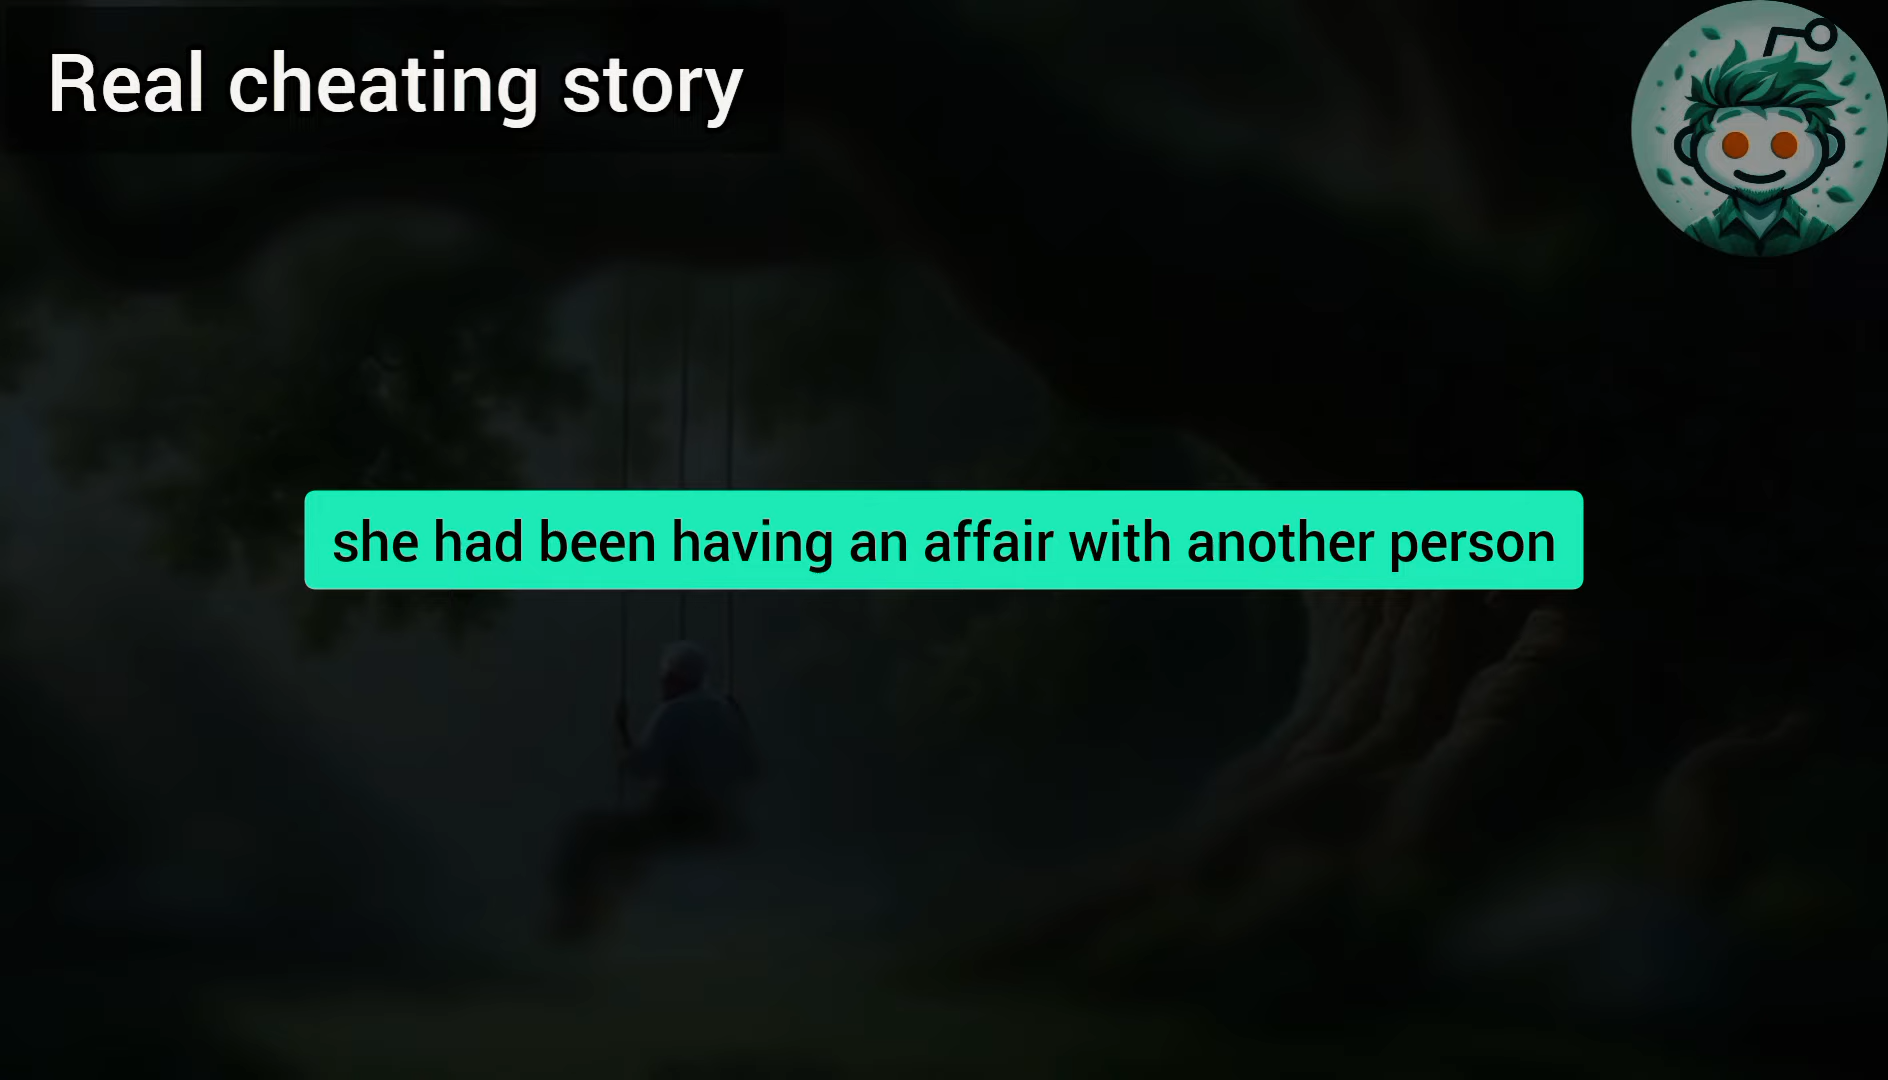 Real cheating story
she had been having an affair with another person